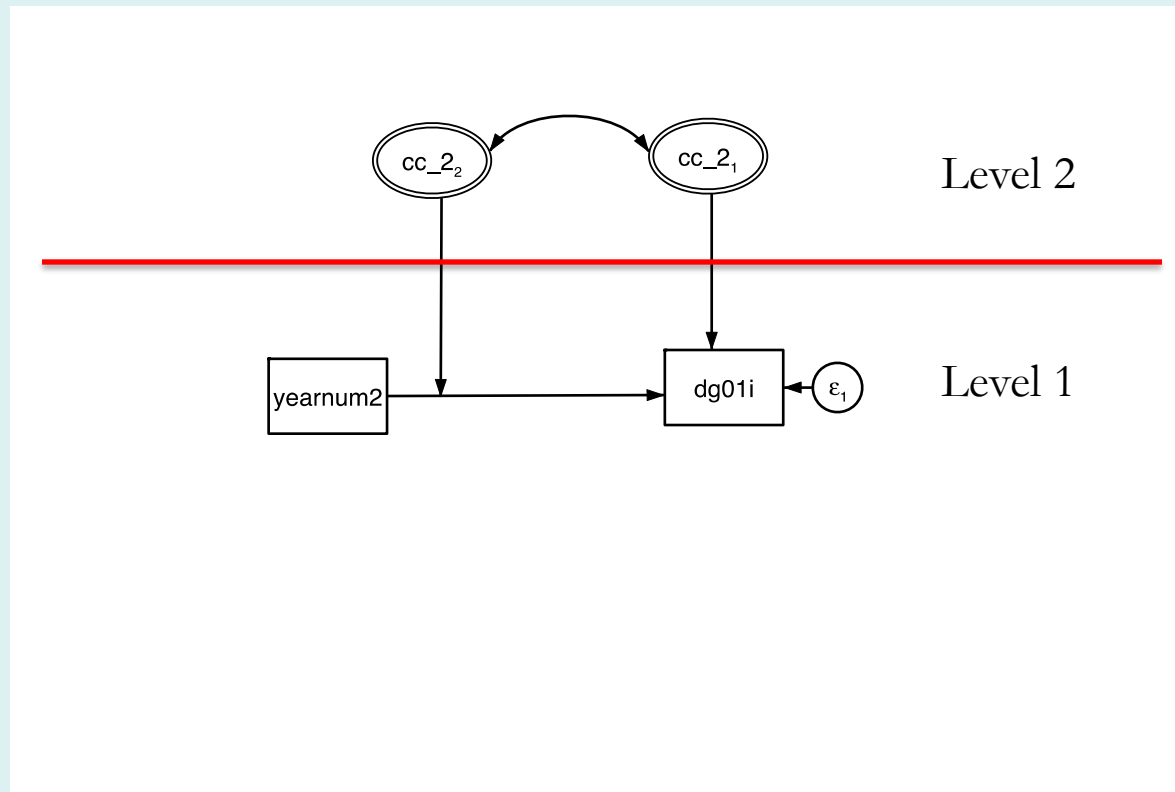 cc_2₂
cc_2₁
Level 2
yearnum2
dg01i
ε₁
Level 1